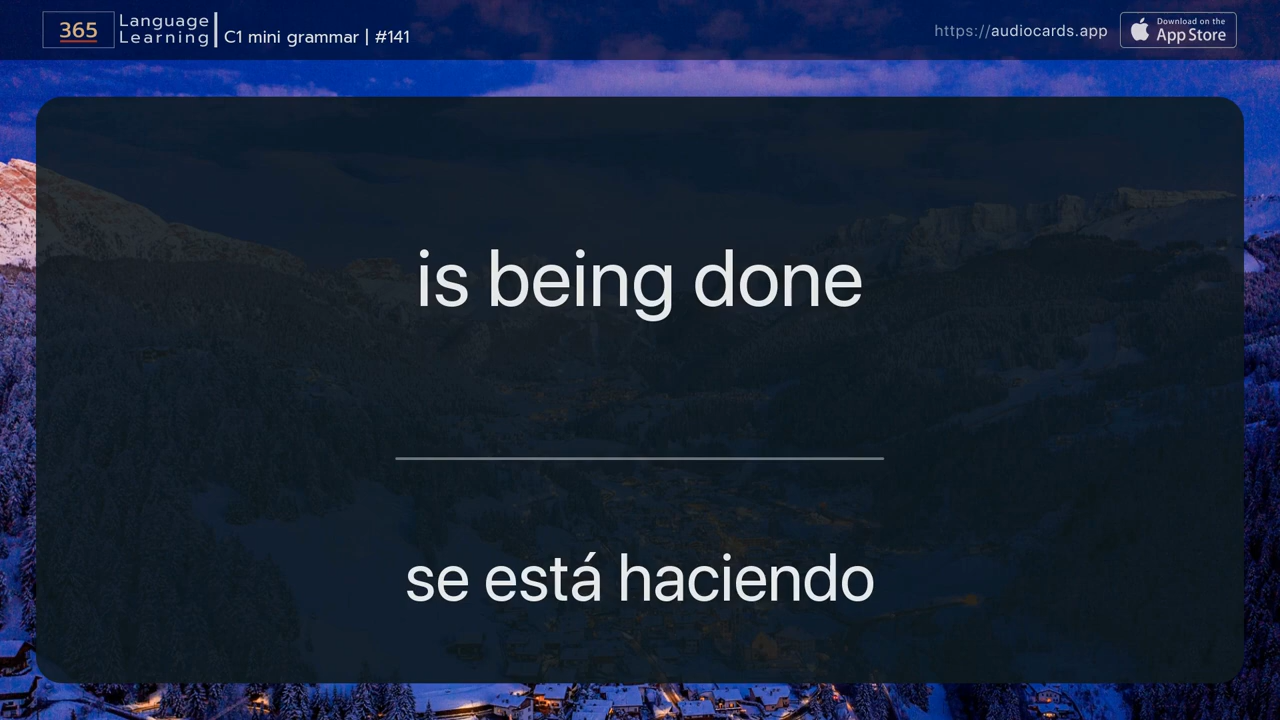 365
Language
Learning
C1 mini grammar | #141
https://audiocards.app
Download on the
App Store
is being done
se está haciendo